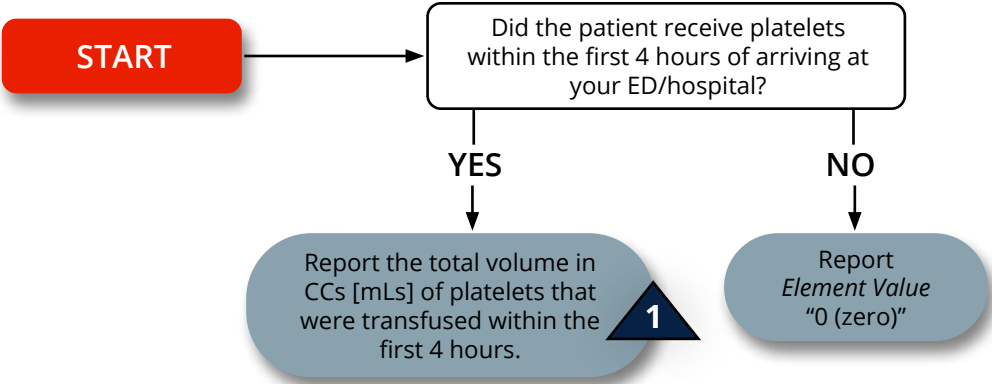 START
Did the patient receive platelets
within the first 4 hours of arriving at
your ED/hospital?
YES
NO
Report the total volume in
CCs [mLs] of platelets that
were transfused within the
first 4 hours.
1
Report
Element Value
“0 (zero)”